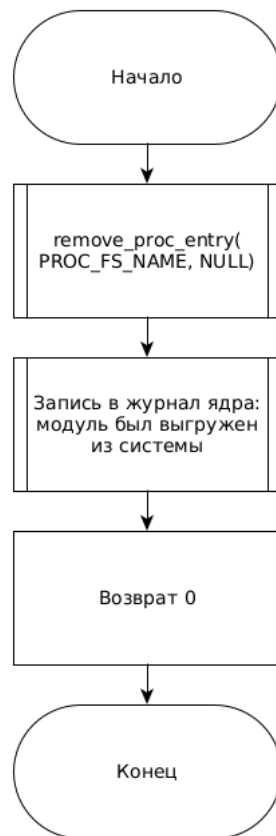 Начало
remove_proc_entry(
PROC_FS_NAME, NULL)
Запись в журнал ядра:
модуль был выгружен
из системы
Возврат 0
Конец